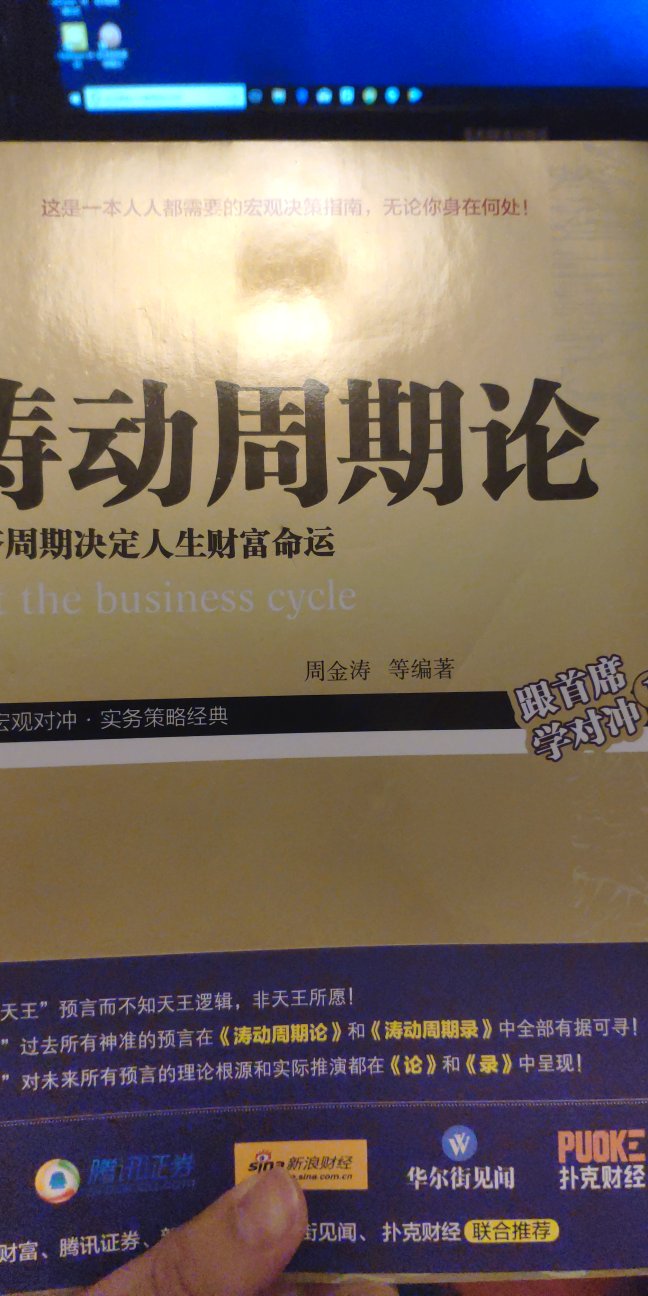 这是一本人人都需要的宏观决策指南，无论你身在何处！
涛动周期论
周期决定人生财富命运
t the business cycle
周金涛 等编著
宏观对冲·实务策略经典
跟首席
学对冲
天王”预言而不知天王逻辑，非天王所愿！
”过去所有神准的预言在《涛动周期论》和《涛动周期录》中全部有据可寻！
”对未来所有预言的理论根源和实际推演都在《论》和《录》中呈现！
腾讯证券
sina新浪财经
.sina.com.cn
W
华尔街见闻
PUOKE
扑克财经
财富、腾讯证券、
街见闻、扑克财经 联合推荐